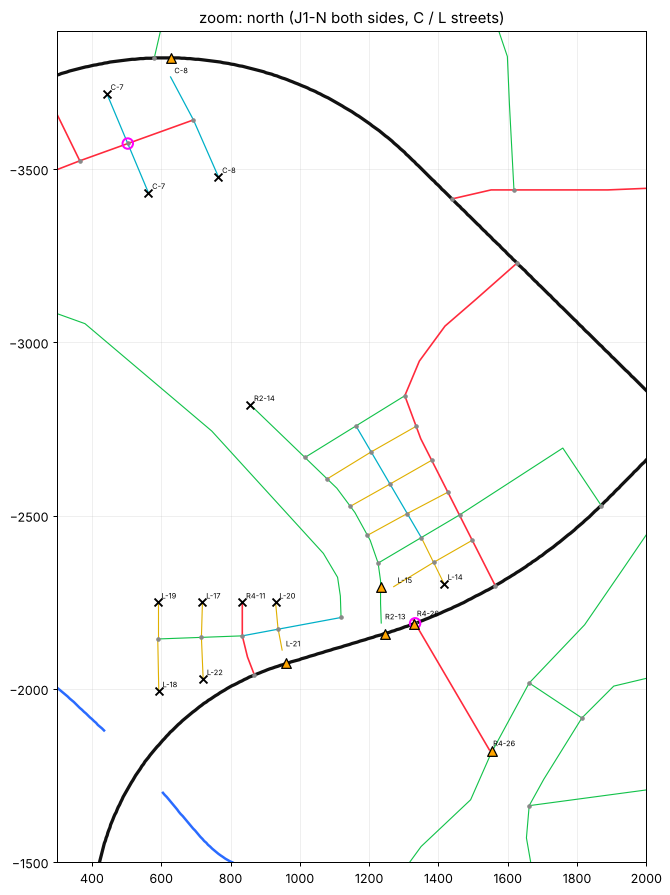 zoom: north (J1-N both sides, C / L streets)
C-8
C-7
−3500
C-8
C-7
−3000
R2-14
−2500
L-15
L-14
L-19
L-17
R4-11
L-20
R2-13
R4-26
L-21
L-22
−2000
L-18
R4-26
−1500
400
600
800
1000
1200
1400
1600
1800
2000